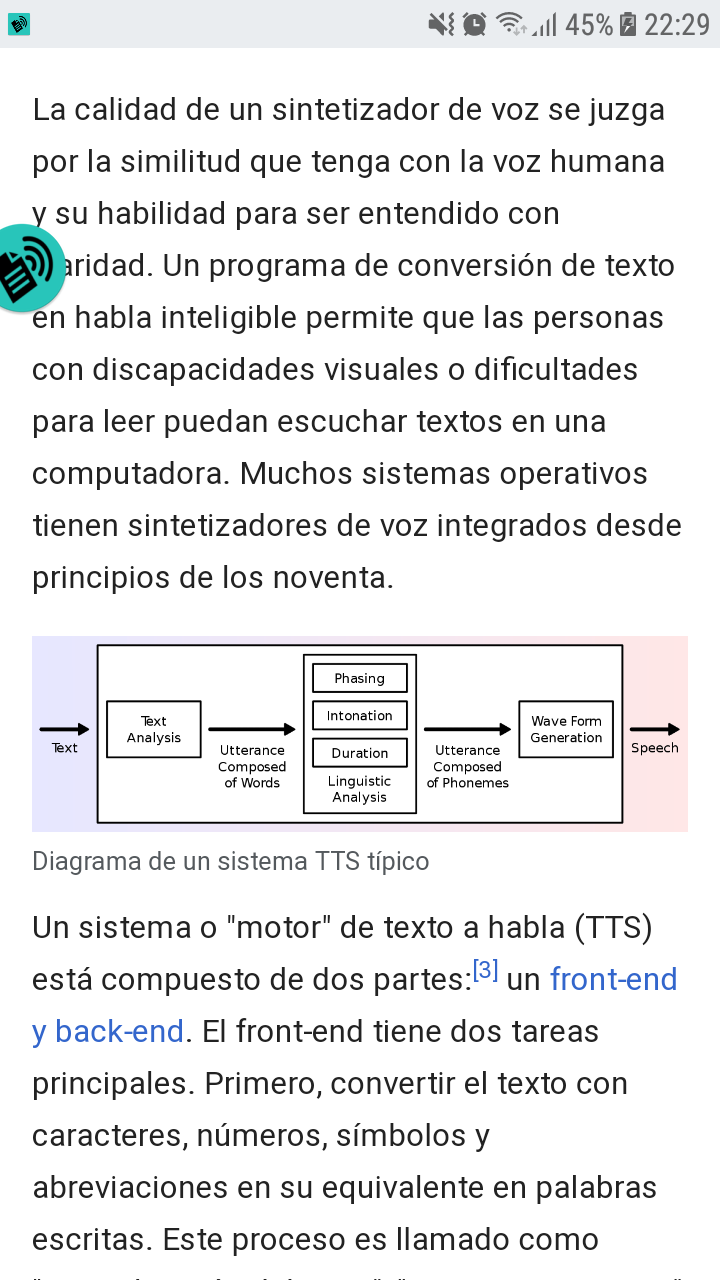 45% 22:29
La calidad de un sintetizador de voz se juzga
por la similitud que tenga con la voz humana
y su habilidad para ser entendido con
aridad. Un programa de conversión de texto
en habla inteligible permite que las personas
con discapacidades visuales o dificultades
para leer puedan escuchar textos en una
computadora. Muchos sistemas operativos
tienen sintetizadores de voz integrados desde
principios de los noventa.
Text
Text
Analysis
Utterance
Composed
of Words
Phasing
Intonation
Duration
Linguistic
Analysis
Utterance
Composed
of Phonemes
Wave Form
Generation
Speech
Diagrama de un sistema TTS típico
Un sistema o "motor" de texto a habla (TTS)
está compuesto de dos partes:[3] un front-end
y back-end. El front-end tiene dos tareas
principales. Primero, convertir el texto con
caracteres, números, símbolos y
abreviaciones en su equivalente en palabras
escritas. Este proceso es llamado como